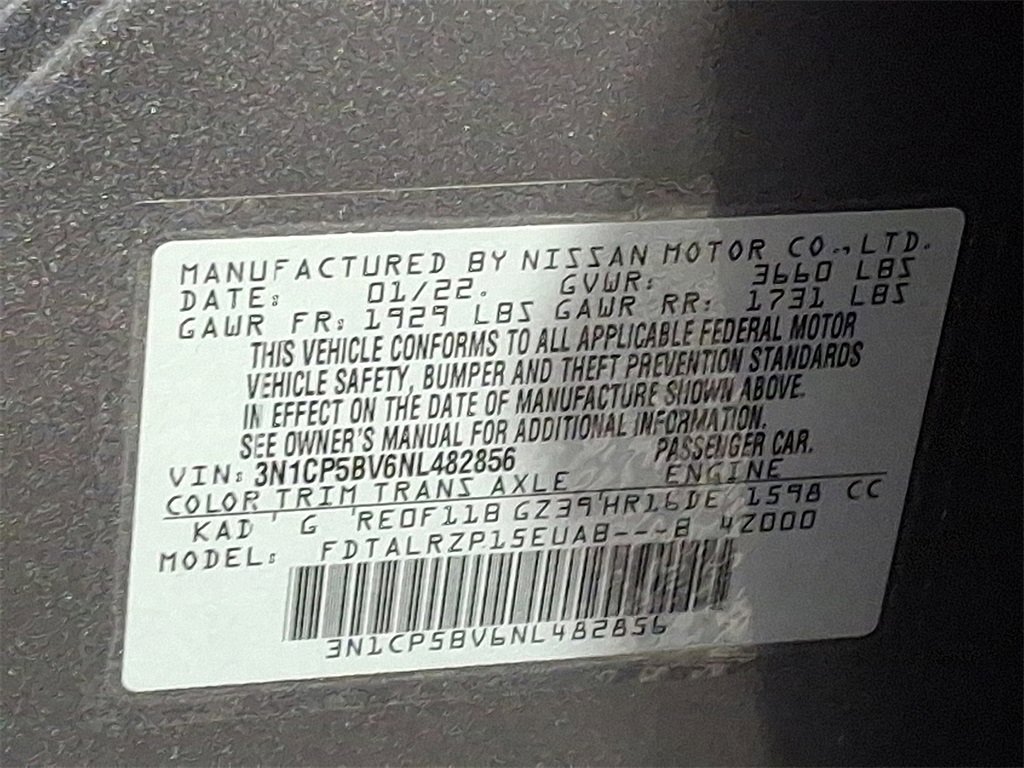 MANUFACTURED BY NISSAN MOTOR CO.,LTD.
DATE: 01/22. GVWR: 3660 LBS
GAWR FR: 1929 LBS GAWR RR: 1731 LBS
THIS VEHICLE CONFORMS TO ALL APPLICABLE FEDERAL MOTOR
VEHICLE SAFETY, BUMPER AND THEFT PREVENTION STANDARDS
IN EFFECT ON THE DATE OF MANUFACTURE SHOWN ABOVE.
SEE OWNER'S MANUAL FOR ADDITIONAL INFORMATION.
VIN: 3N1CP5BV6NL482856 PASSENGER CAR.
COLOR TRIM TRANS AXLE ENGINE
KAD ' G 'RE0F11B GZ39'HR16DE 1598 CC
MODEL: FDTALRZP15EUAB---B 4Z000
3N1CP5BV6NL482856